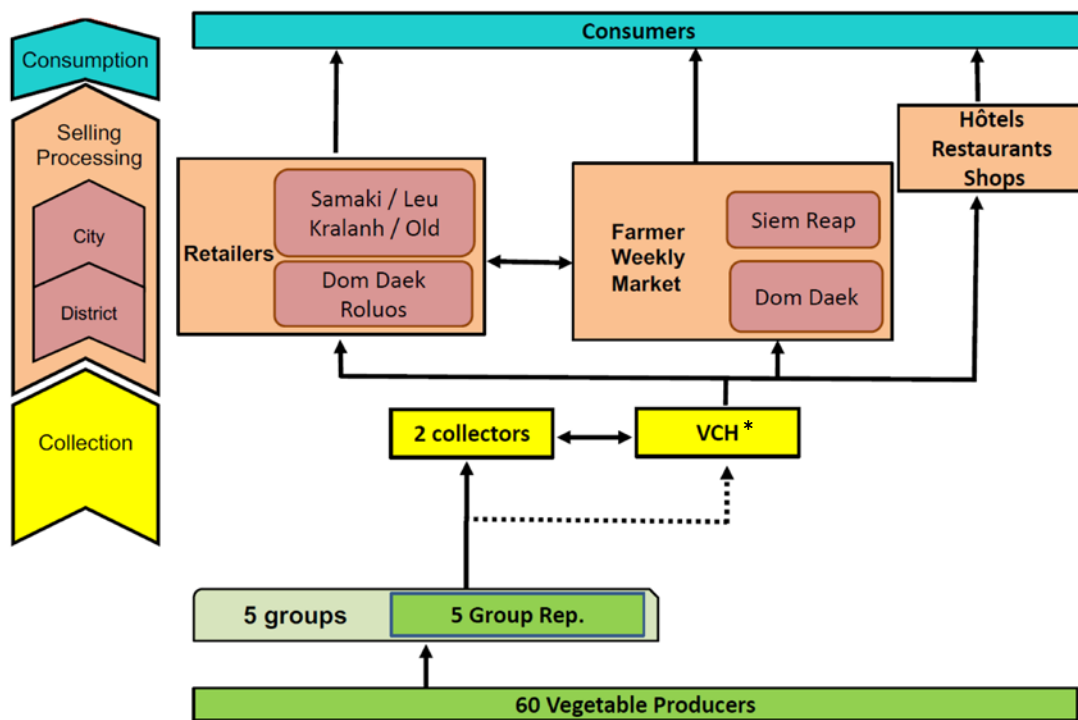 Consumers
Consumption
Selling
Processing
City
District
Collection
Hôtels
Restaurants
Shops
Retailers
Samaki / Leu
Kralanh / Old
Dom Daek
Roluos
Farmer
Weekly
Market
Siem Reap
Dom Daek
2 collectors
VCH *
5 groups
5 Group Rep.
60 Vegetable Producers